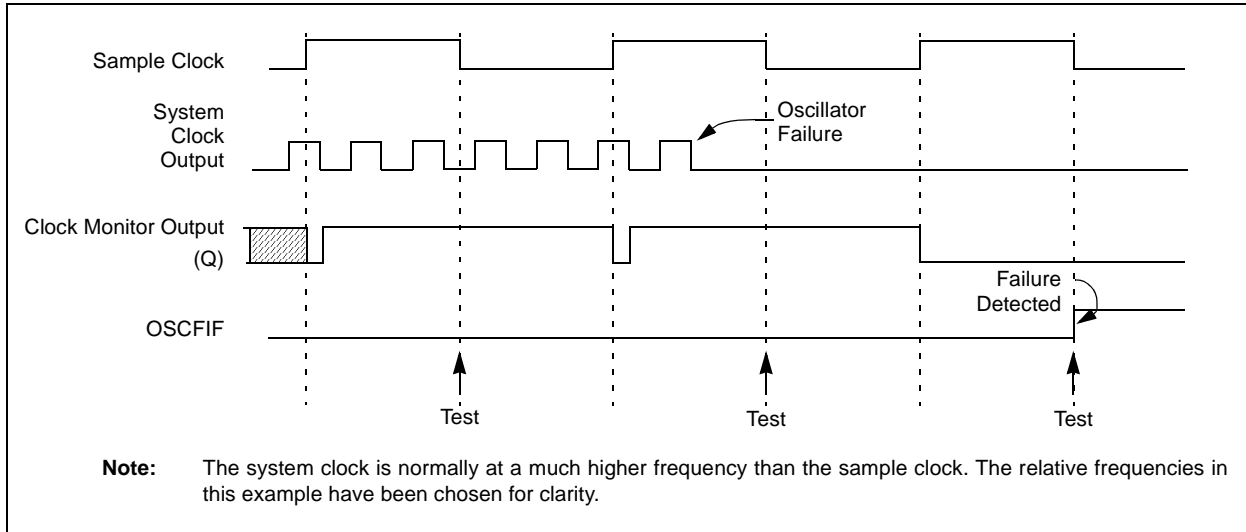 Sample Clock
System
Clock
Output
Oscillator
Failure
Clock Monitor Output
(Q)
Failure
Detected
OSCFIF
Test
Test
Test
Note: The system clock is normally at a much higher frequency than the sample clock. The relative frequencies in
this example have been chosen for clarity.